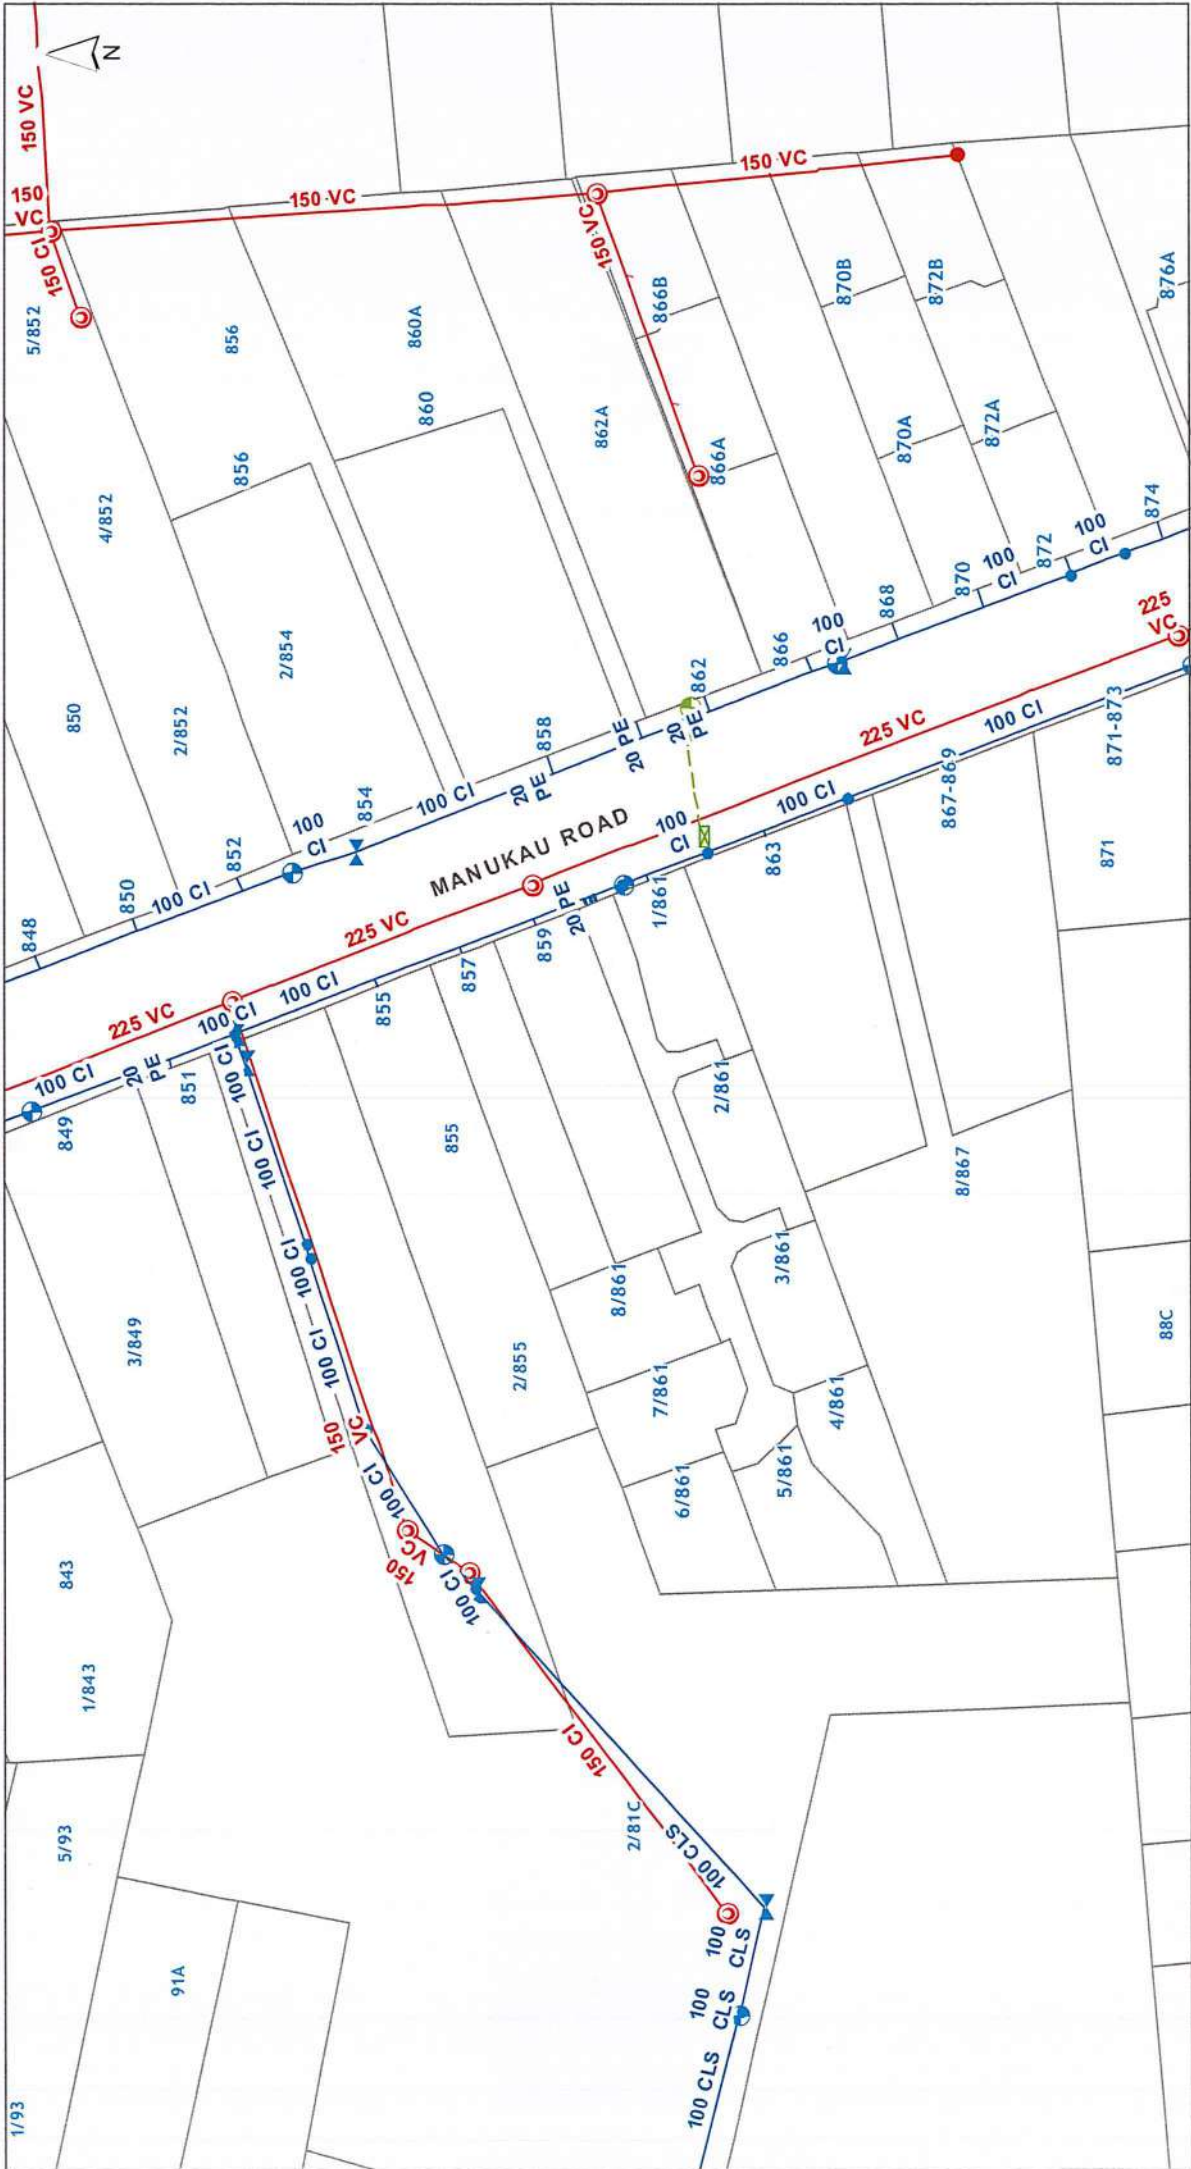 N
150 VC
150
VC
150 CI
5/852
150 VC
150 VC
150 VC
856
860A
866B
870B
872B
876A
856
860
862A
866A
870A
872A
4/852
2/854
850
2/852
848
850
852
854
858
862
866
868
870
872
874
100 CI
100
CI
100 CI
20
PE
20 PE
20
PE
100
CI
100
CI
100
CI
MANUKAU ROAD
225 VC
225 VC
225 VC
225
VC
100 CI
20
PE
100 CI
100 CI
20 PE
100
CI
100 CI
100 CI
849
851
855
857
859
1/861
863
867-869
871-873
871
855
2/861
8/867
3/849
2/855
8/861
3/861
7/861
4/861
6/861
5/861
88C
100 CI
100 CI
100 CI
100 CI
150
VC
100 CI
150
VC
100 CI
843
1/843
5/93
91A
1/93
150 CI
2/81C
100 CLS
100
CLS
100
CLS
100 CLS